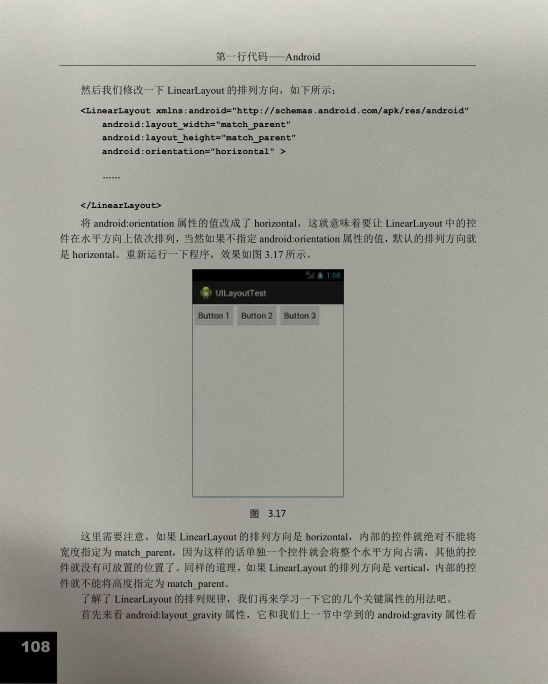 第一行代码——Android
然后我们修改一下 LinearLayout 的排列方向，如下所示：
<LinearLayout xmlns:android="http://schemas.android.com/apk/res/android"
android:layout_width="match_parent"
android:layout_height="match_parent"
android:orientation="horizontal" >
……
</LinearLayout>
将 android:orientation 属性的值改成了 horizontal，这就意味着要让 LinearLayout 中的控
件在水平方向上依次排列，当然如果不指定 android:orientation 属性的值，默认的排列方向就
是 horizontal。重新运行一下程序，效果如图 3.17 所示。
1:08
UILayoutTest
Button 1 Button 2 Button 3
图 3.17
这里需要注意，如果 LinearLayout 的排列方向是 horizontal，内部的控件就绝对不能将
宽度指定为 match_parent，因为这样的话单独一个控件就会将整个水平方向占满，其他的控
件就没有可放置的位置了。同样的道理，如果 LinearLayout 的排列方向是 vertical，内部的控
件就不能将高度指定为 match_parent。
了解了 LinearLayout 的排列规律，我们再来学习一下它的几个关键属性的用法吧。
首先来看 android:layout_gravity 属性，它和我们上一节中学到的 android:gravity 属性看
108